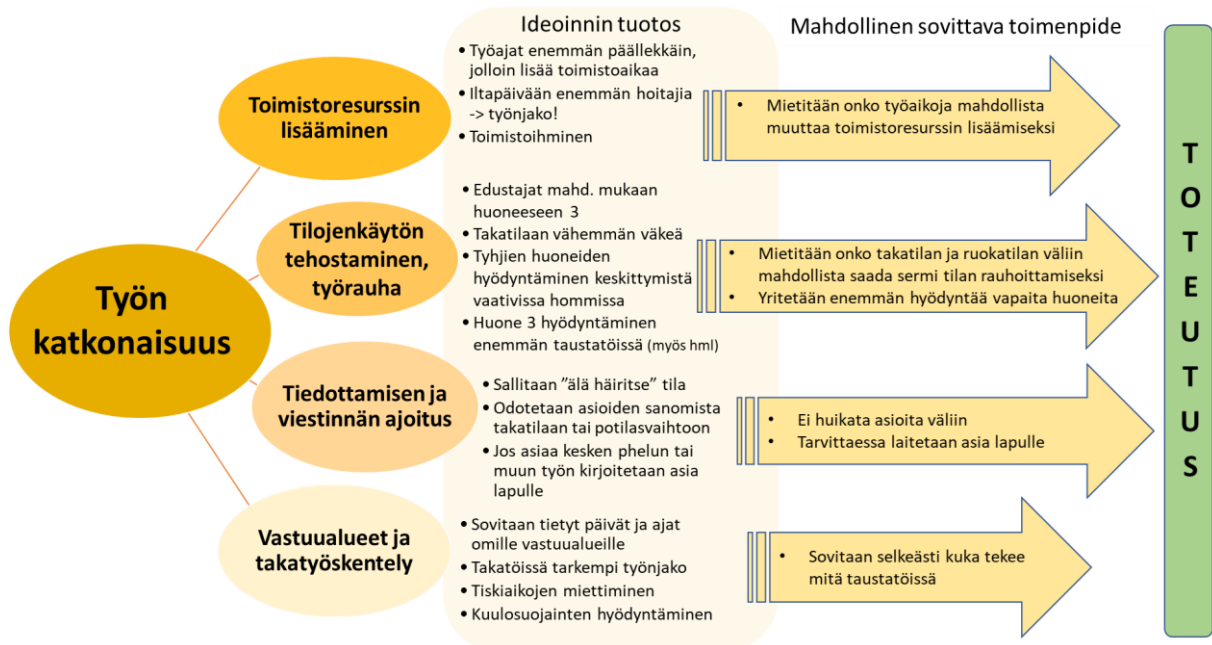 Ideoinnin tuotos
Mahdollinen sovittava toimenpide
Työn
katkonaisuus
Toimistoresurssin
lisääminen
• Työajat enemmän päällekkäin,
jolloin lisää toimistoaikaa
• Iltapäivään enemmän hoitajia
-> työnjako!
• Toimistoihminen
• Mietitään onko työaikoja mahdollista
muuttaa toimistoresurssin lisäämiseksi
Tilojenkäytön
tehostaminen,
työrauha
• Edustajat mahd. mukaan
huoneeseen 3
• Takatilaan vähemmän väkeä
• Tyhjien huoneiden
hyödyntäminen keskittymistä
vaativissa hommissa
• Huone 3 hyödyntäminen
enemmän taustatöissä (myös hml)
• Mietitään onko takatilan ja ruokatilan väliin
mahdollista saada sermi tilan rauhoittamiseksi
• Yritetään enemmän hyödyntää vapaita huoneita
Tiedottamisen ja
viestinnän ajoitus
• Sallitaan ”älä häiritse” tila
• Odotetaan asioiden sanomista
takatilaan tai potilasvaihtoon
• Jos asiaa kesken phelun tai
muun työn kirjoitetaan asia
lapulle
• Ei huikata asioita väliin
• Tarvittaessa laitetaan asia lapulle
Vastuualueet ja
takatyöskentely
• Sovitaan tietyt päivät ja ajat
omille vastuualueille
• Takatöissä tarkempi työnjako
• Tiskiaikojen miettiminen
• Kuulosuojainten hyödyntäminen
• Sovitaan selkeästi kuka tekee
mitä taustatöissä
T
O
T
E
U
T
U
S